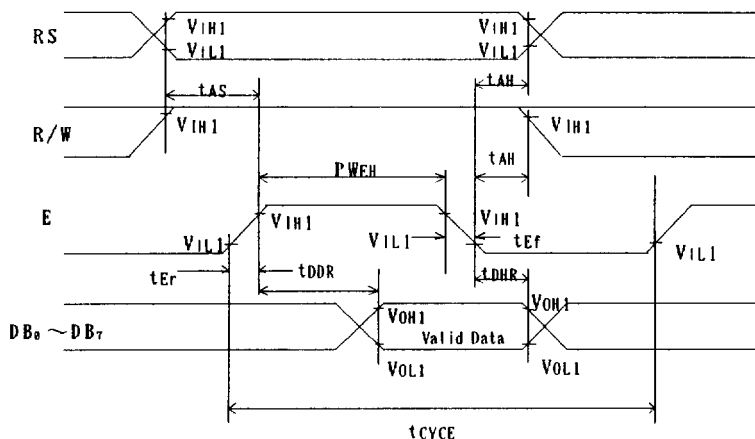 RS
VIH1
VIL1
VIH1
VIL1
tAS
tAH
R/W
VIH1
VIH1
tAH
PWEH
E
VIL1
VIH1
VIL1
VIH1
tEf
VIL1
tEr
tDDR
tDHR
DB0 ~DB7
VOH1
Valid Data
VOH1
VOL1
VOL1
tCYCE